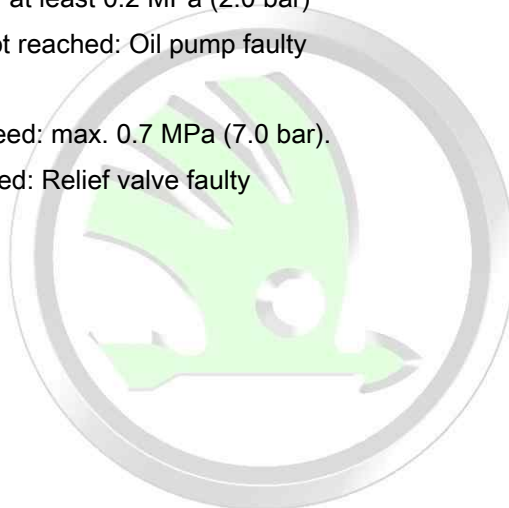 at least 0.2 MPa (2.0 bar)
ot reached: Oil pump faulty
eed: max. 0.7 MPa (7.0 bar).
ed: Relief valve faulty